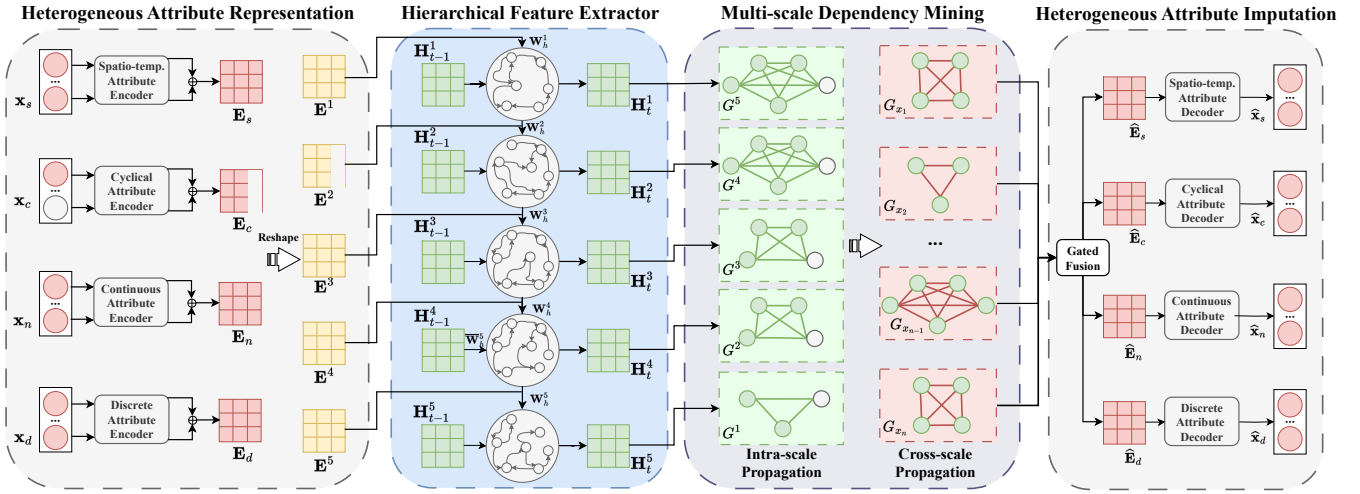 Heterogeneous Attribute Representation
Hierarchical Feature Extractor
Multi-scale Dependency Mining
Heterogeneous Attribute Imputation
x_s
...
Spatio-temp.
Attribute
Encoder
E_s
x_c
...
Cyclical
Attribute
Encoder
E_c
x_n
...
Continuous
Attribute
Encoder
E_n
x_d
...
Discrete
Attribute
Encoder
E_d
Reshape
E^1
E^2
E^3
E^4
E^5
H^1_{t-1}
W^1_h
H^1_t
H^2_{t-1}
W^2_h
H^2_t
H^3_{t-1}
W^3_h
H^3_t
H^4_{t-1}
W^4_h
\overline{W}^5_h
H^4_t
H^5_{t-1}
W^5_h
H^5_t
G^5
G^4
G^3
G^2
G^1
Intra-scale
Propagation
G_{x_1}
G_{x_2}
...
G_{x_{n-1}}
G_{x_n}
Cross-scale
Propagation
Gated
Fusion
Ê_s
Spatio-temp.
Attribute
Decoder
x̂_s
...
Ê_c
Cyclical
Attribute
Decoder
x̂_c
...
Ê_n
Continuous
Attribute
Decoder
x̂_n
...
Ê_d
Discrete
Attribute
Decoder
x̂_d
...